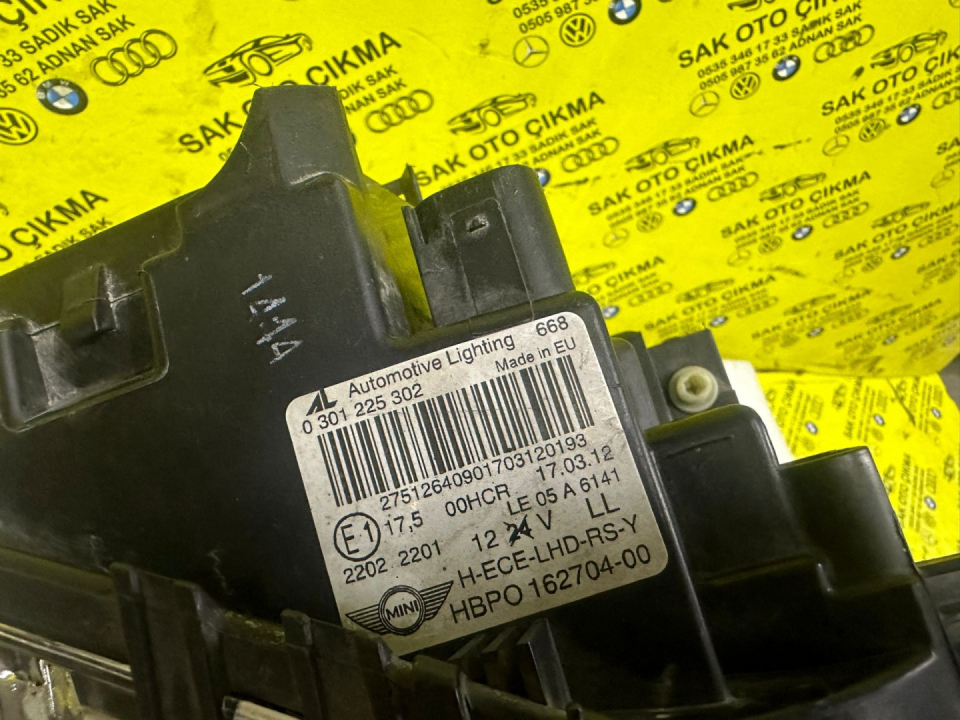 SAK OTO ÇIKMA
0535 346 17 33 SADIK SAK
0505 987 35 62 ADNAN SAK
AL Automotive Lighting 668
0 301 225 302 Made in EU
27512640901703120193
E1 17,5 00HCR 17.03.12
LE 05 A 6141
2202 2201 12 24 V LL
H-ECE-LHD-RS-Y
MINI HBPO 162704-00